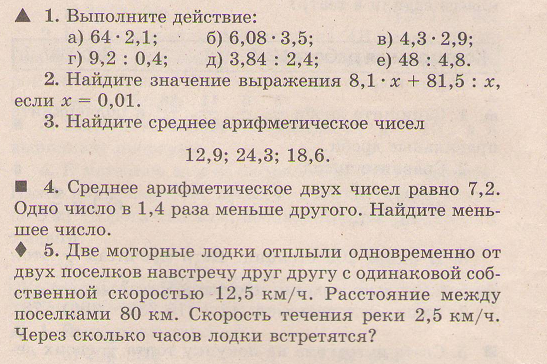 ▲ 1. Выполните действие:
а) 64 · 2,1; б) 6,08 · 3,5; в) 4,3 · 2,9;
г) 9,2 : 0,4; д) 3,84 : 2,4; е) 48 : 4,8.
2. Найдите значение выражения 8,1 · x + 81,5 : x,
если x = 0,01.
3. Найдите среднее арифметическое чисел
12,9; 24,3; 18,6.
■ 4. Среднее арифметическое двух чисел равно 7,2.
Одно число в 1,4 раза меньше другого. Найдите мень-
шее число.
♦ 5. Две моторные лодки отплыли одновременно от
двух поселков навстречу друг другу с одинаковой соб-
ственной скоростью 12,5 км/ч. Расстояние между
поселками 80 км. Скорость течения реки 2,5 км/ч.
Через сколько часов лодки встретятся?